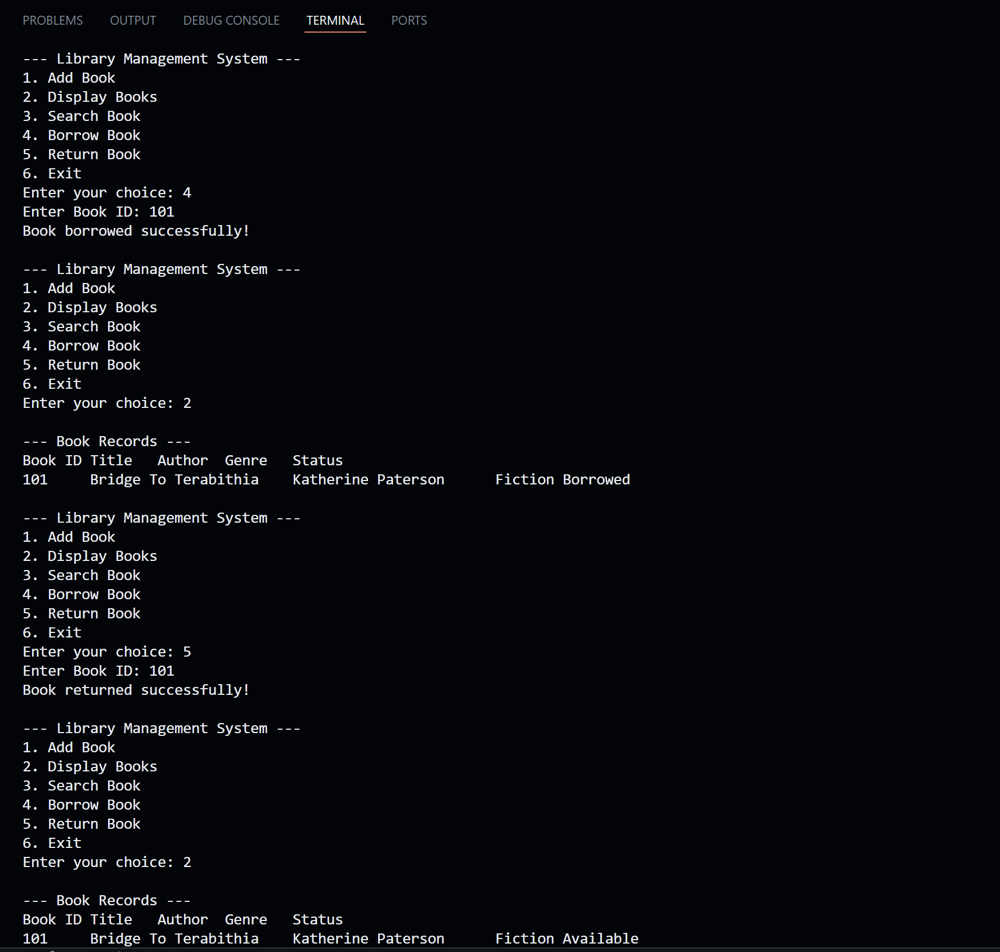 PROBLEMS OUTPUT DEBUG CONSOLE TERMINAL PORTS
--- Library Management System ---
1. Add Book
2. Display Books
3. Search Book
4. Borrow Book
5. Return Book
6. Exit
Enter your choice: 4
Enter Book ID: 101
Book borrowed successfully!
--- Library Management System ---
1. Add Book
2. Display Books
3. Search Book
4. Borrow Book
5. Return Book
6. Exit
Enter your choice: 2
--- Book Records ---
Book ID Title   Author  Genre   Status
101     Bridge To Terabithia    Katherine Paterson      Fiction Borrowed
--- Library Management System ---
1. Add Book
2. Display Books
3. Search Book
4. Borrow Book
5. Return Book
6. Exit
Enter your choice: 5
Enter Book ID: 101
Book returned successfully!
--- Library Management System ---
1. Add Book
2. Display Books
3. Search Book
4. Borrow Book
5. Return Book
6. Exit
Enter your choice: 2
--- Book Records ---
Book ID Title   Author  Genre   Status
101     Bridge To Terabithia    Katherine Paterson      Fiction Available